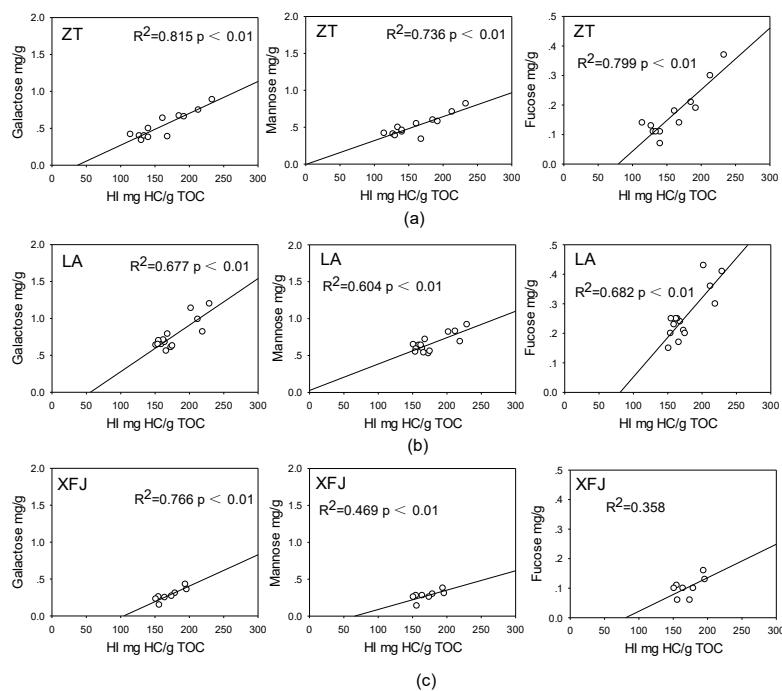 ZT
R²=0.815 p < 0.01
Galactose mg/g
2.0
1.5
1.0
.5
0.0
0 50 100 150 200 250 300
HI mg HC/g TOC
ZT
R²=0.736 p < 0.01
Mannose mg/g
2.0
1.5
1.0
.5
0.0
0 50 100 150 200 250 300
HI mg HC/g TOC
ZT
R²=0.799 p < 0.01
Fucose mg/g
.5
.4
.3
.2
.1
0.0
0 50 100 150 200 250 300
HI mg HC/g TOC
(a)
LA
R²=0.677 p < 0.01
Galactose mg/g
2.0
1.5
1.0
.5
0.0
0 50 100 150 200 250 300
HI mg HC/g TOC
LA
R²=0.604 p < 0.01
Mannose mg/g
2.0
1.5
1.0
.5
0.0
0 50 100 150 200 250 300
HI mg HC/g TOC
LA
R²=0.682 p < 0.01
Fucose mg/g
.5
.4
.3
.2
.1
0.0
0 50 100 150 200 250 300
HI mg HC/g TOC
(b)
XFJ
R²=0.766 p < 0.01
Galactose mg/g
2.0
1.5
1.0
.5
0.0
0 50 100 150 200 250 300
HI mg HC/g TOC
XFJ
R²=0.469 p < 0.01
Mannose mg/g
2.0
1.5
1.0
.5
0.0
0 50 100 150 200 250 300
HI mg HC/g TOC
XFJ
R²=0.358
Fucose mg/g
.5
.4
.3
.2
.1
0.0
0 50 100 150 200 250 300
HI mg HC/g TOC
(c)